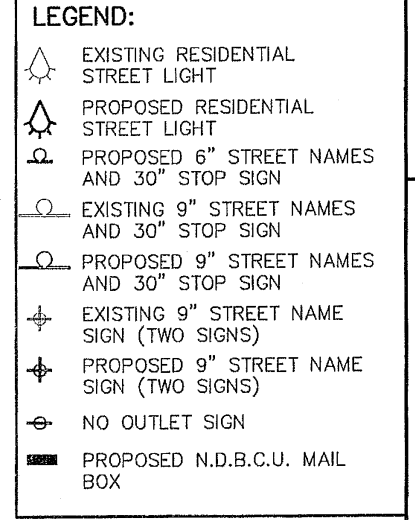 LEGEND:
EXISTING RESIDENTIAL
STREET LIGHT
PROPOSED RESIDENTIAL
STREET LIGHT
PROPOSED 6" STREET NAMES
AND 30" STOP SIGN
EXISTING 9" STREET NAMES
AND 30" STOP SIGN
PROPOSED 9" STREET NAMES
AND 30" STOP SIGN
EXISTING 9" STREET NAME
SIGN (TWO SIGNS)
PROPOSED 9" STREET NAME
SIGN (TWO SIGNS)
NO OUTLET SIGN
PROPOSED N.D.B.C.U. MAIL
BOX